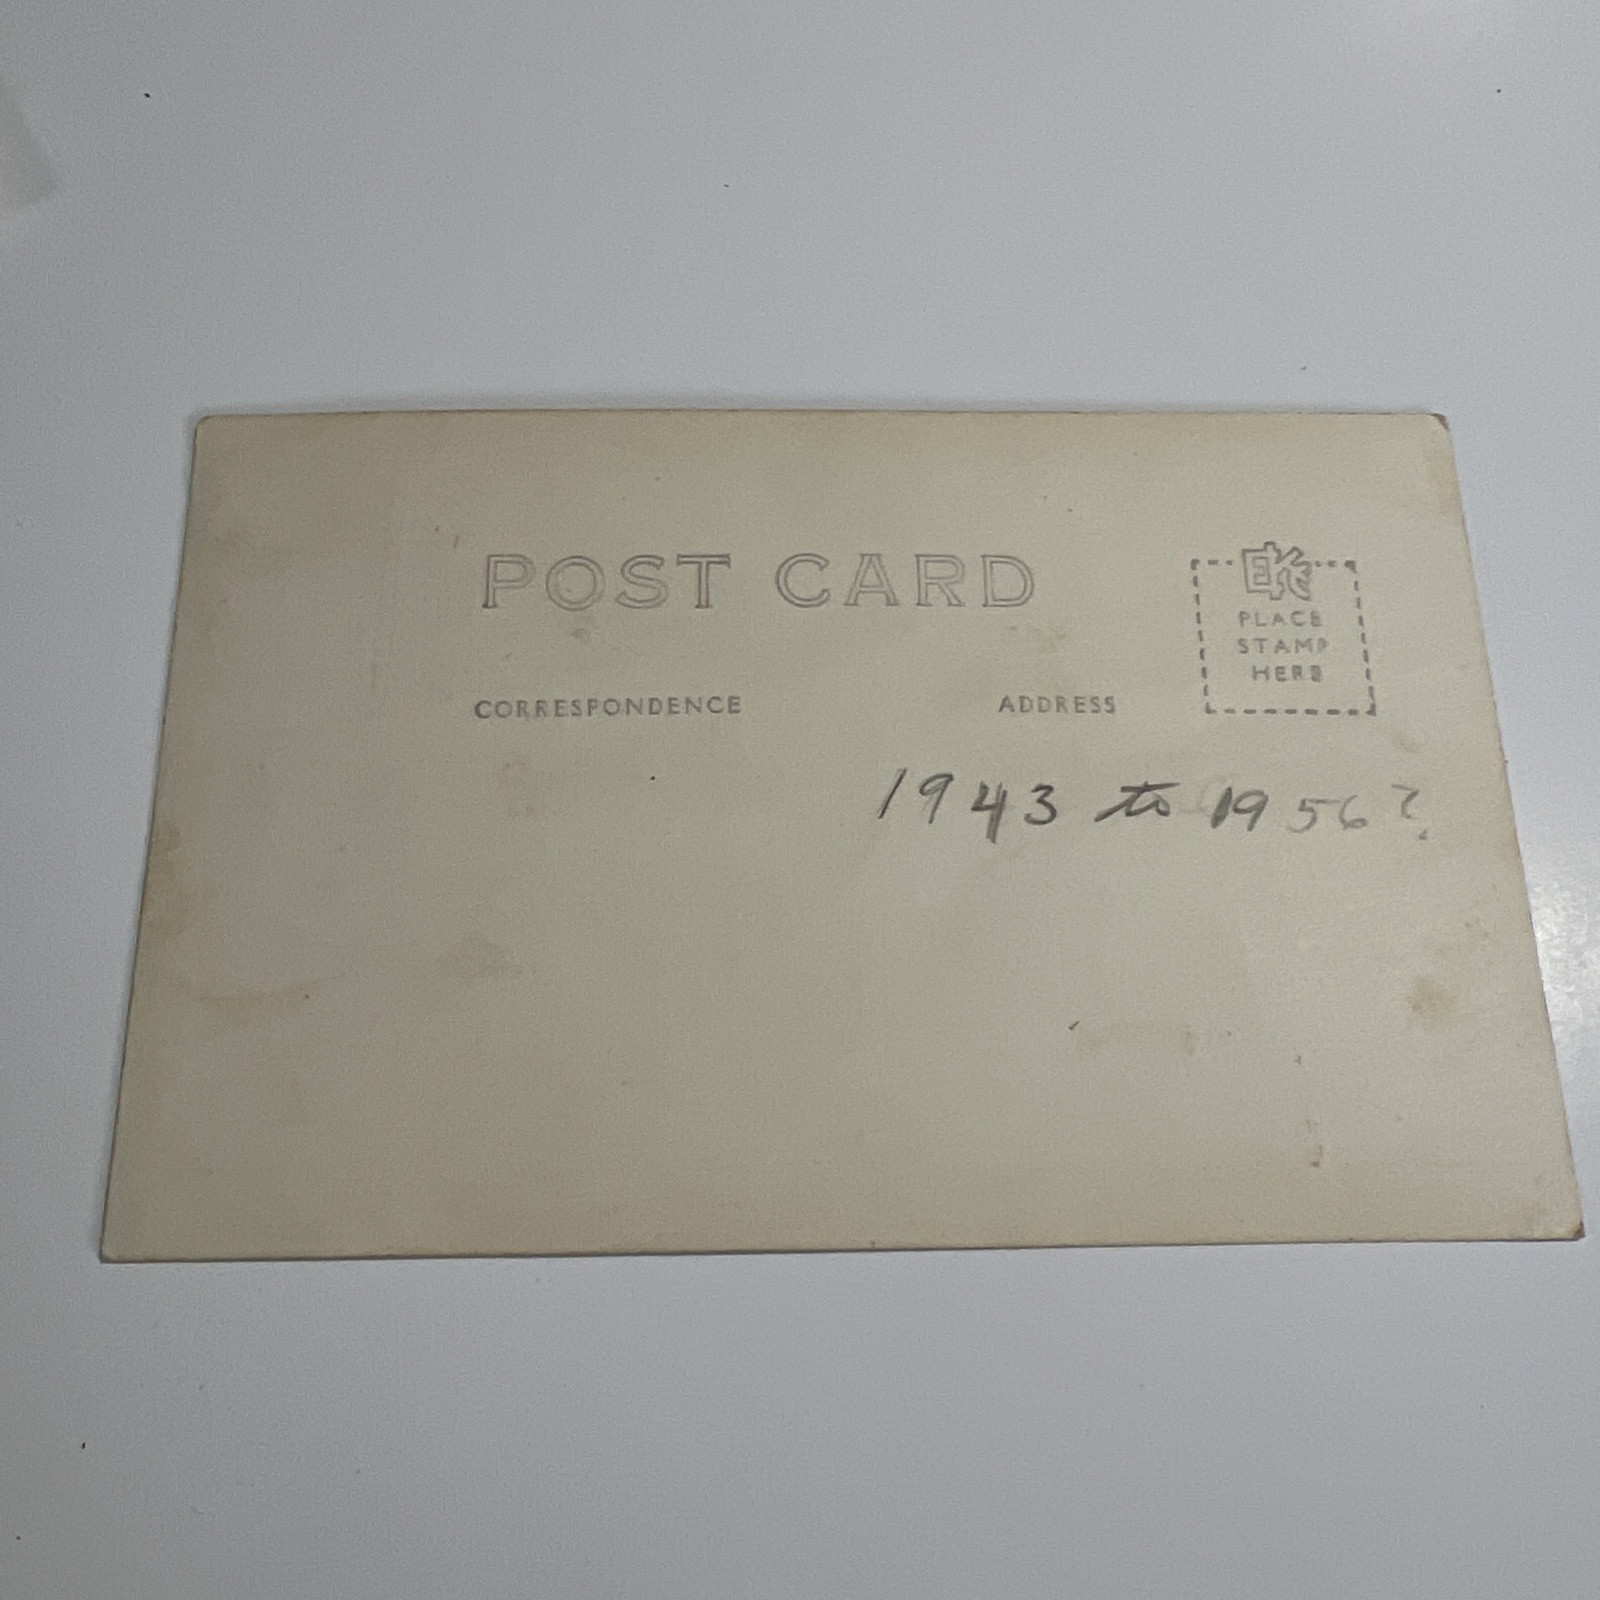 POST CARD
PLACE
STAMP
HERE
CORRESPONDENCE
ADDRESS
1943 to 1956?